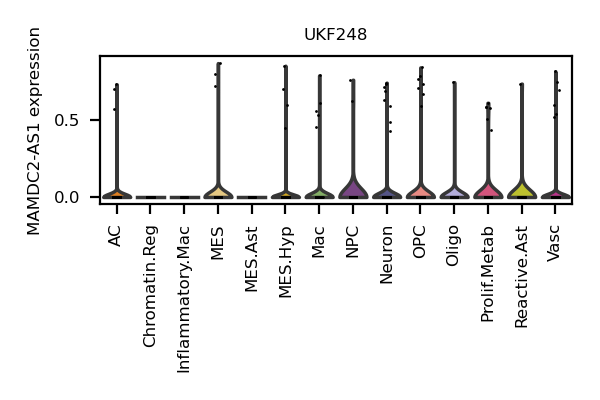 UKF248
MAMDC2-AS1 expression
0.5
0.0
AC
Chromatin.Reg
Inflammatory.Mac
MES
MES.Ast
MES.Hyp
Mac
NPC
Neuron
OPC
Oligo
Prolif.Metab
Reactive.Ast
Vasc